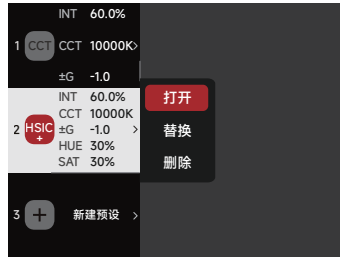 INT 60.0%
1 CCT CCT 10000K>
±G -1.0
INT 60.0%
CCT 10000K
2 HSIC+ ±G -1.0 >
HUE 30%
SAT 30%
打开
替换
删除
3 + 新建预设 >